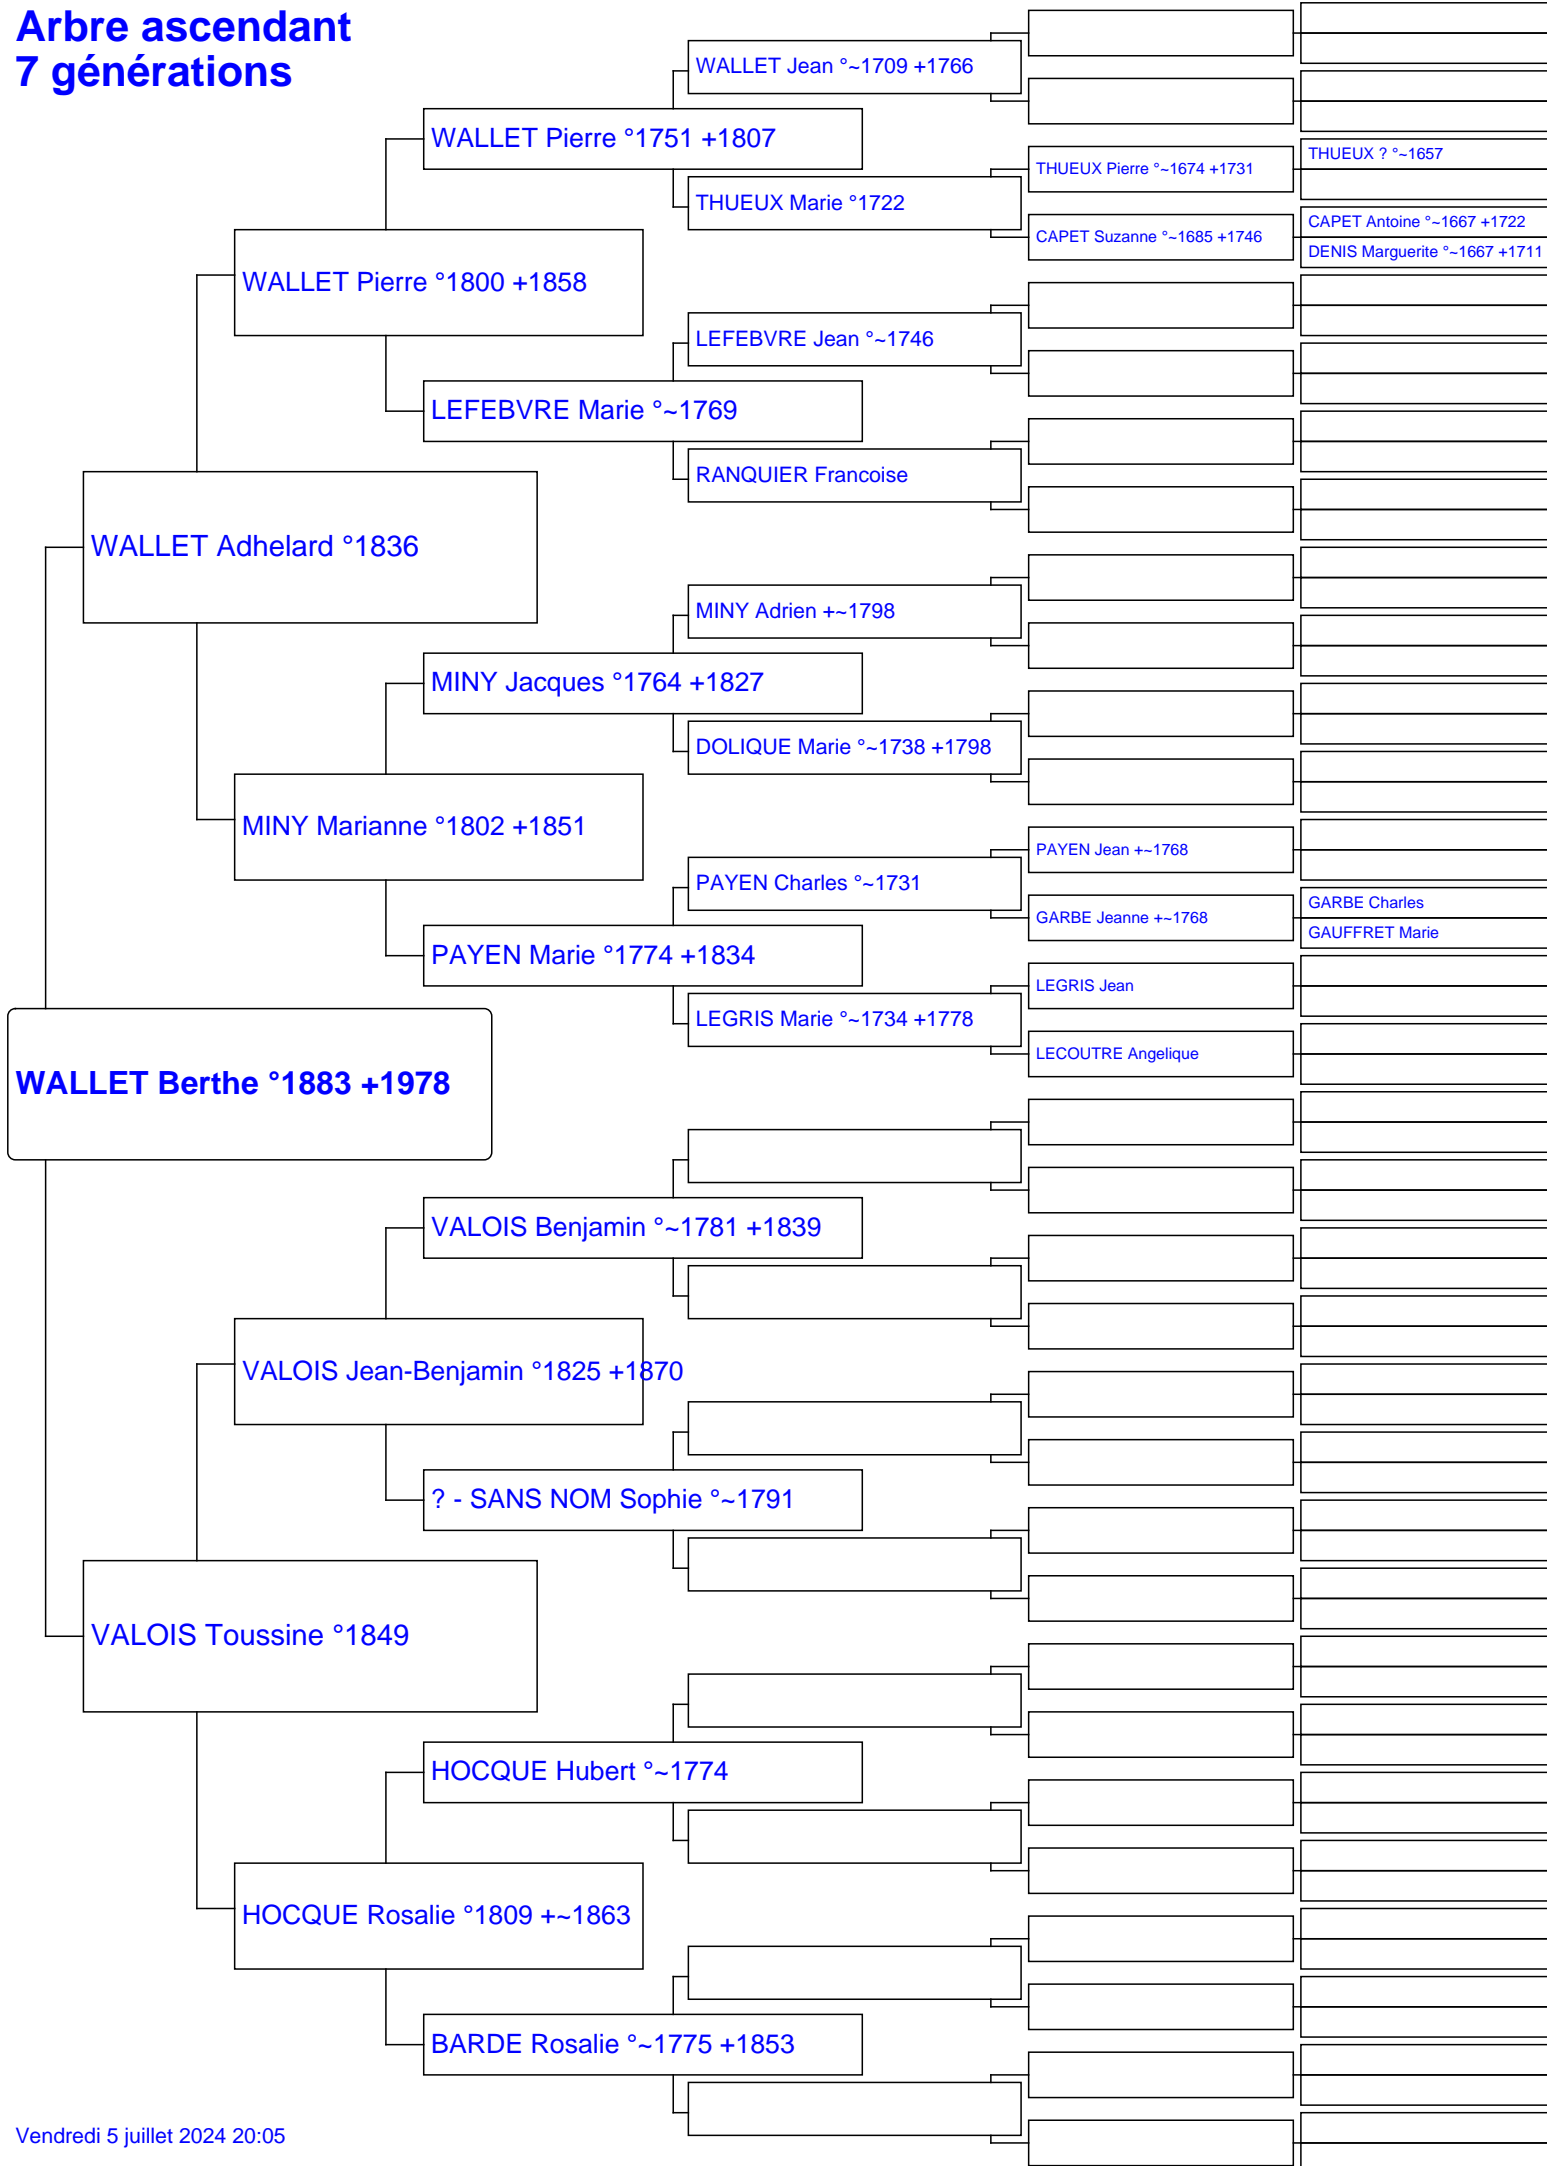 Arbre ascendant
7 générations
WALLET Jean °~1709 +1766
WALLET Pierre °1751 +1807
THUEUX ? °~1657
THUEUX Pierre °~1674 +1731
THUEUX Marie °1722
CAPET Antoine °~1667 +1722
CAPET Suzanne °~1685 +1746
DENIS Marguerite °~1667 +1711
WALLET Pierre °1800 +1858
LEFEBVRE Jean °~1746
LEFEBVRE Marie °~1769
RANQUIER Francoise
WALLET Adhelard °1836
MINY Adrien +~1798
MINY Jacques °1764 +1827
DOLIQUE Marie °~1738 +1798
MINY Marianne °1802 +1851
PAYEN Jean +~1768
PAYEN Charles °~1731
GARBE Charles
GARBE Jeanne +~1768
GAUFFRET Marie
PAYEN Marie °1774 +1834
LEGRIS Jean
LEGRIS Marie °~1734 +1778
LECOUTRE Angelique
WALLET Berthe °1883 +1978
VALOIS Benjamin °~1781 +1839
VALOIS Jean-Benjamin °1825 +1870
? - SANS NOM Sophie °~1791
VALOIS Toussine °1849
HOCQUE Hubert °~1774
HOCQUE Rosalie °1809 +~1863
BARDE Rosalie °~1775 +1853
Vendredi 5 juillet 2024 20:05